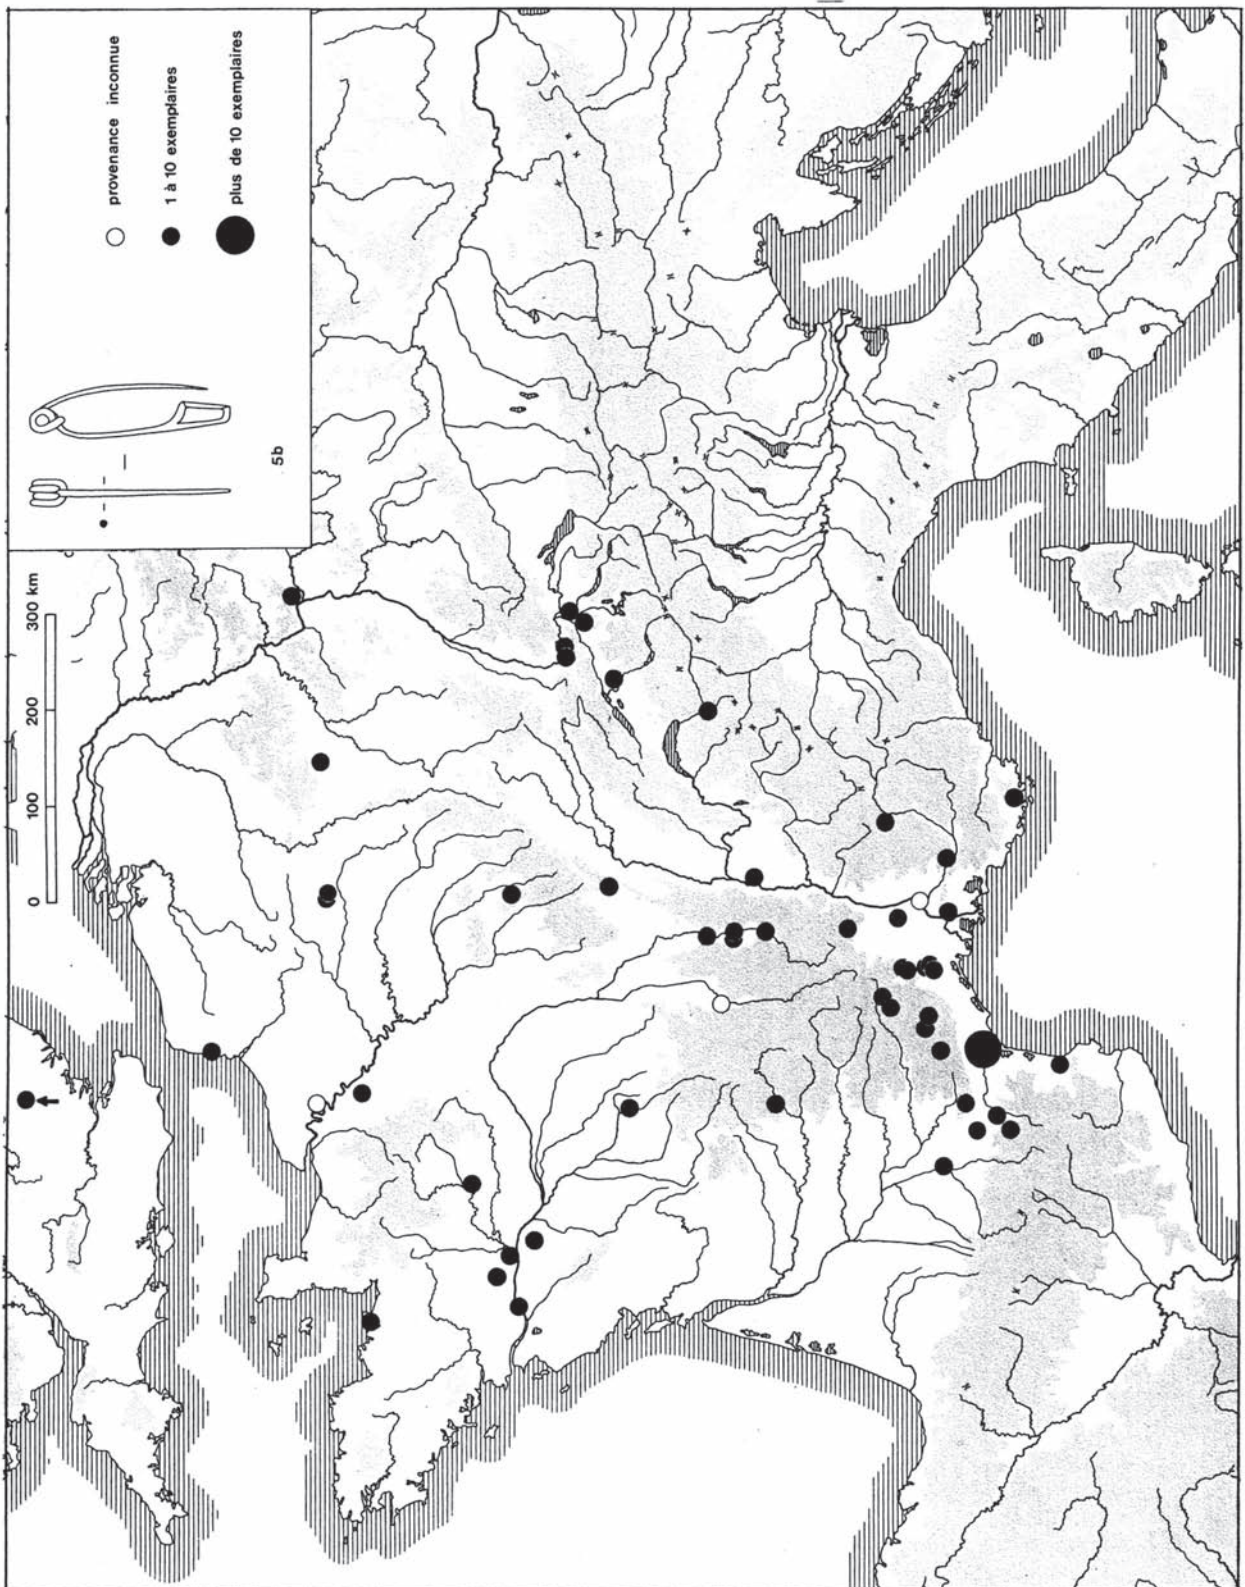 provenance inconnue
1 à 10 exemplaires
plus de 10 exemplaires
5b
0 100 200 300 km